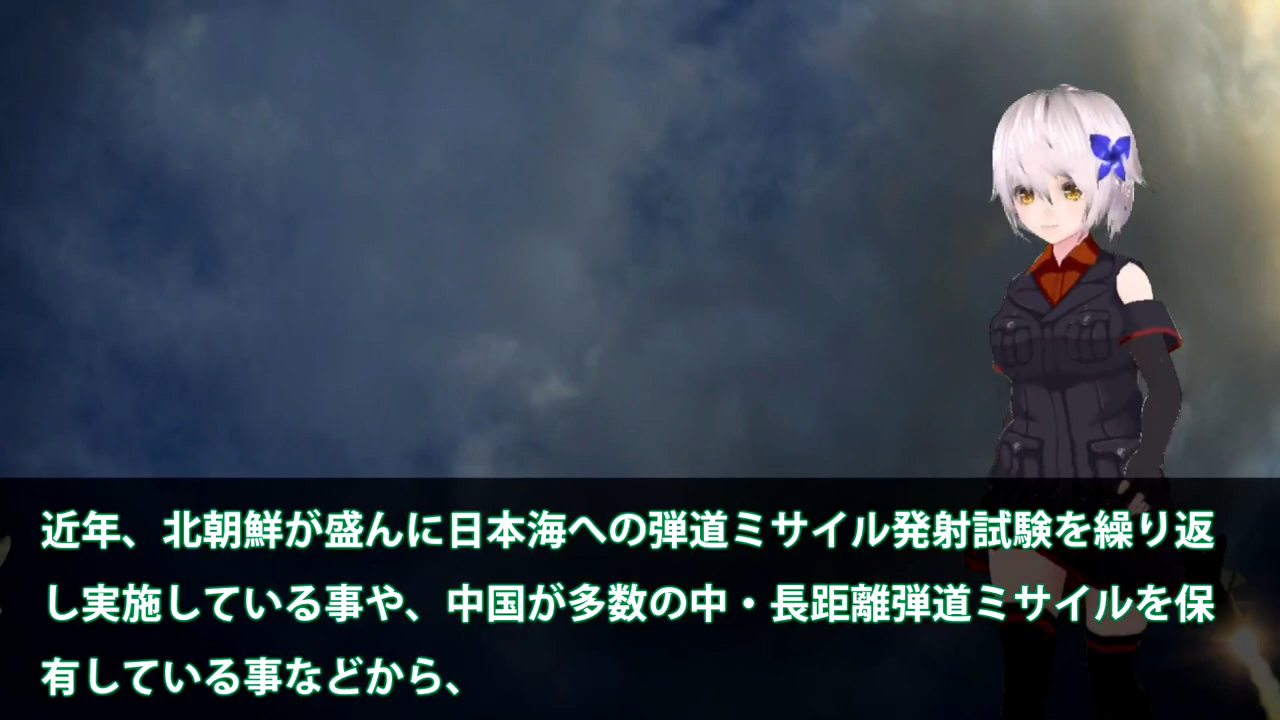 近年、北朝鮮が盛んに日本海への弾道ミサイル発射試験を繰り返
し実施している事や、中国が多数の中・長距離弾道ミサイルを保
有している事などから、